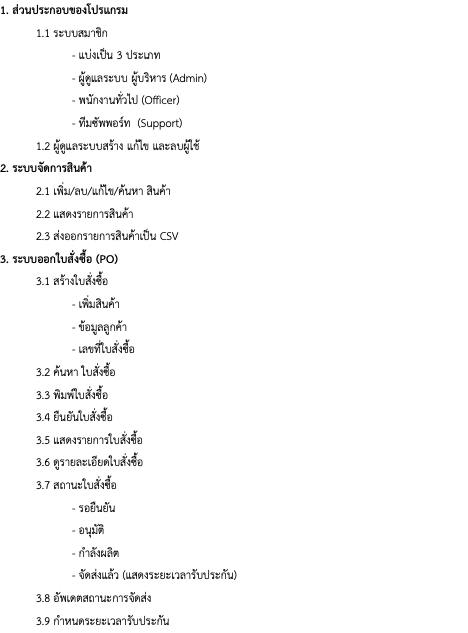 1. ส่วนประกอบของโปรแกรม
1.1 ระบบสมาชิก
- แบ่งเป็น 3 ประเภท
- ผู้ดูแลระบบ ผู้บริหาร (Admin)
- พนักงานทั่วไป (Officer)
- ทีมซัพพอร์ท (Support)
1.2 ผู้ดูแลระบบสร้าง แก้ไข และลบผู้ใช้
2. ระบบจัดการสินค้า
2.1 เพิ่ม/ลบ/แก้ไข/ค้นหา สินค้า
2.2 แสดงรายการสินค้า
2.3 ส่งออกรายการสินค้าเป็น CSV
3. ระบบออกใบสั่งซื้อ (PO)
3.1 สร้างใบสั่งซื้อ
- เพิ่มสินค้า
- ข้อมูลลูกค้า
- เลขที่ใบสั่งซื้อ
3.2 ค้นหา ใบสั่งซื้อ
3.3 พิมพ์ใบสั่งซื้อ
3.4 ยืนยันใบสั่งซื้อ
3.5 แสดงรายการใบสั่งซื้อ
3.6 ดูรายละเอียดใบสั่งซื้อ
3.7 สถานะใบสั่งซื้อ
- รอยืนยัน
- อนุมัติ
- กำลังผลิต
- จัดส่งแล้ว (แสดงระยะเวลารับประกัน)
3.8 อัพเดตสถานะการจัดส่ง
3.9 กำหนดระยะเวลารับประกัน